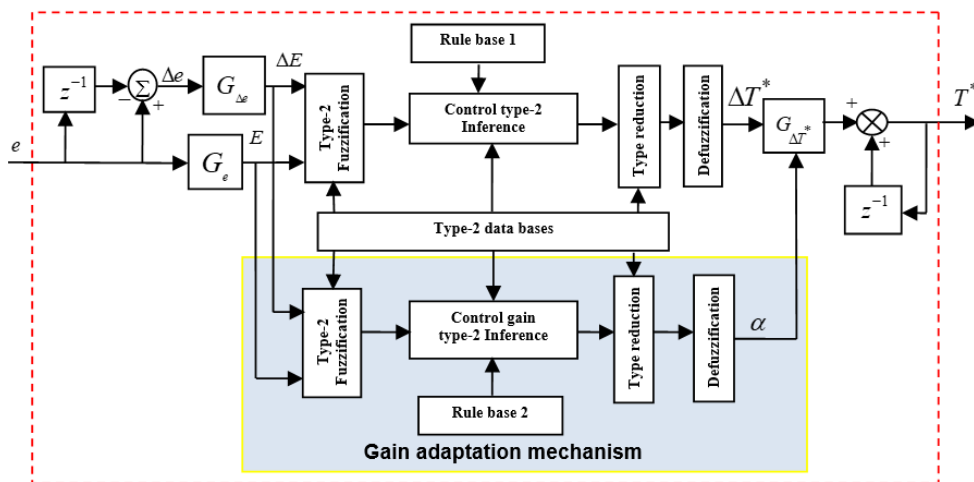 Rule base 1
z⁻¹
−
Σ
+
Δe
G_Δe
ΔE
Type-2
Fuzzification
Control type-2
Inference
Type reduction
Defuzzification
ΔT*
G_ΔT*
+
+
T*
e
G_e
E
z⁻¹
Type-2 data bases
Type-2
Fuzzification
Control gain
type-2 Inference
Type reduction
Defuzzification
α
Rule base 2
Gain adaptation mechanism